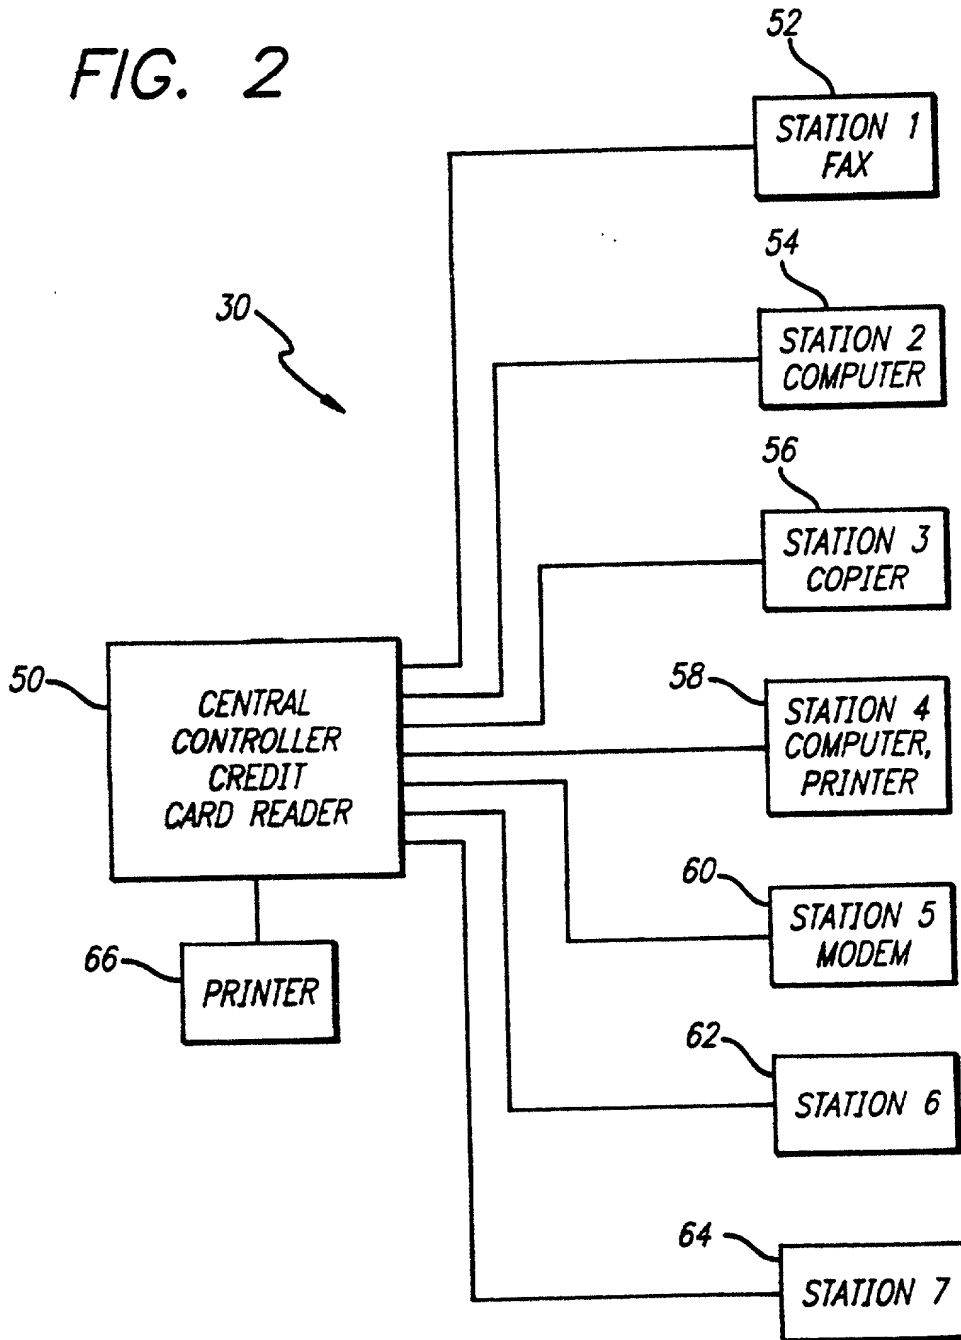 FIG. 2
52
STATION 1
FAX
54
STATION 2
COMPUTER
30
56
STATION 3
COPIER
50
CENTRAL
CONTROLLER
CREDIT
CARD READER
58
STATION 4
COMPUTER,
PRINTER
60
STATION 5
MODEM
66
PRINTER
62
STATION 6
64
STATION 7